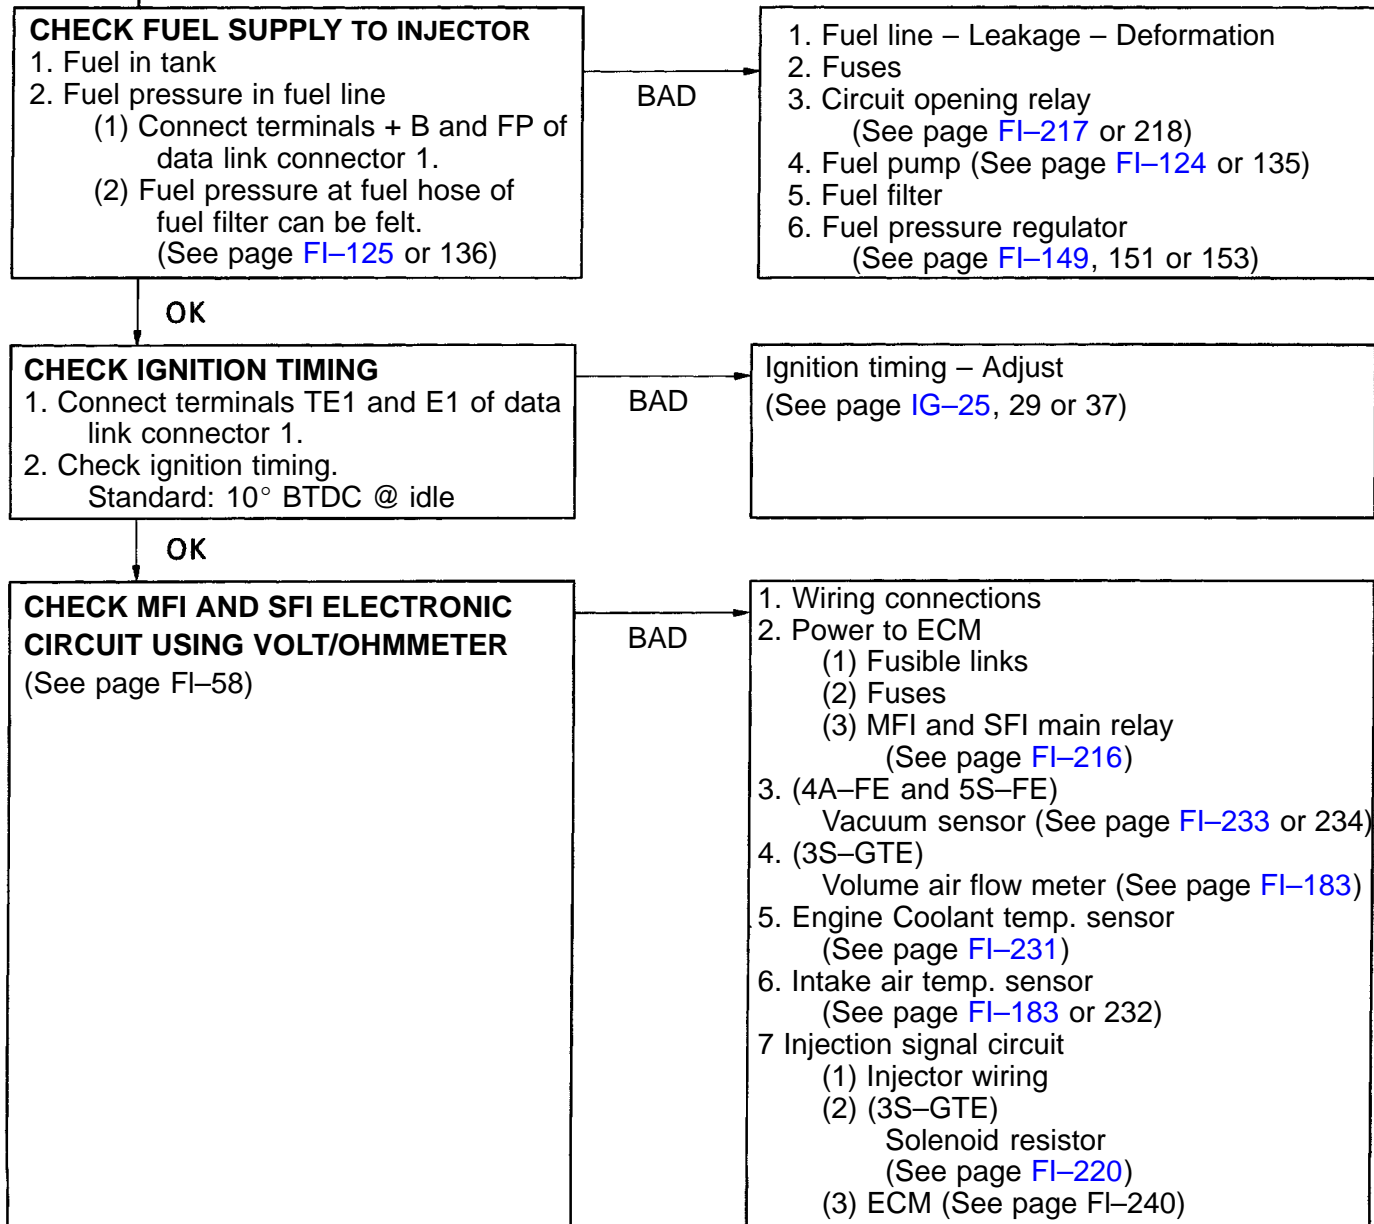 CHECK FUEL SUPPLY TO INJECTOR
1. Fuel in tank
2. Fuel pressure in fuel line
(1) Connect terminals + B and FP of
data link connector 1.
(2) Fuel pressure at fuel hose of
fuel filter can be felt.
(See page FI–125 or 136)
BAD
1. Fuel line – Leakage – Deformation
2. Fuses
3. Circuit opening relay
(See page FI–217 or 218)
4. Fuel pump (See page FI–124 or 135)
5. Fuel filter
6. Fuel pressure regulator
(See page FI–149, 151 or 153)
OK
CHECK IGNITION TIMING
1. Connect terminals TE1 and E1 of data
link connector 1.
2. Check ignition timing.
Standard: 10° BTDC @ idle
BAD
Ignition timing – Adjust
(See page IG–25, 29 or 37)
OK
CHECK MFI AND SFI ELECTRONIC
CIRCUIT USING VOLT/OHMMETER
(See page FI–58)
BAD
1. Wiring connections
2. Power to ECM
(1) Fusible links
(2) Fuses
(3) MFI and SFI main relay
(See page FI–216)
3. (4A–FE and 5S–FE)
Vacuum sensor (See page FI–233 or 234)
4. (3S–GTE)
Volume air flow meter (See page FI–183)
5. Engine Coolant temp. sensor
(See page FI–231)
6. Intake air temp. sensor
(See page FI–183 or 232)
7 Injection signal circuit
(1) Injector wiring
(2) (3S–GTE)
Solenoid resistor
(See page FI–220)
(3) ECM (See page FI–240)